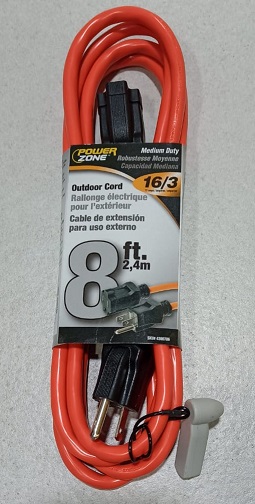 POWER
ZONE
Medium Duty
Robustesse Moyenne
Capacidad Mediana
16/3
Outdoor Cord
Rallonge électrique
pour l'extérieur
Cable de extensión
para uso externo
8 ft.
2,4m